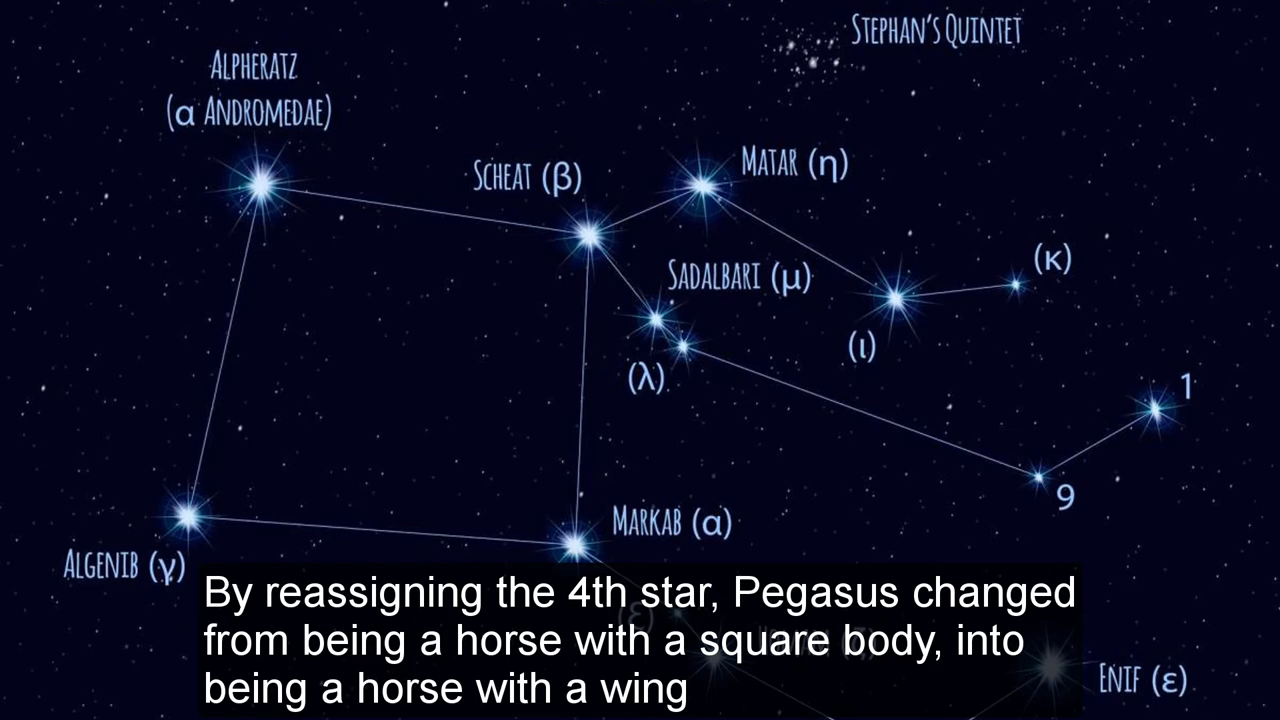 STEPHAN'S QUINTET
ALPHERATZ
(α ANDROMEDAE)
SCHEAT (β)
MATAR (η)
SADALBARI (μ)
(κ)
(ι)
(λ)
1
9
MARKAB (α)
ALGENIB (γ)
By reassigning the 4th star, Pegasus changed
from being a horse with a square body, into
being a horse with a wing
ENIF (ε)